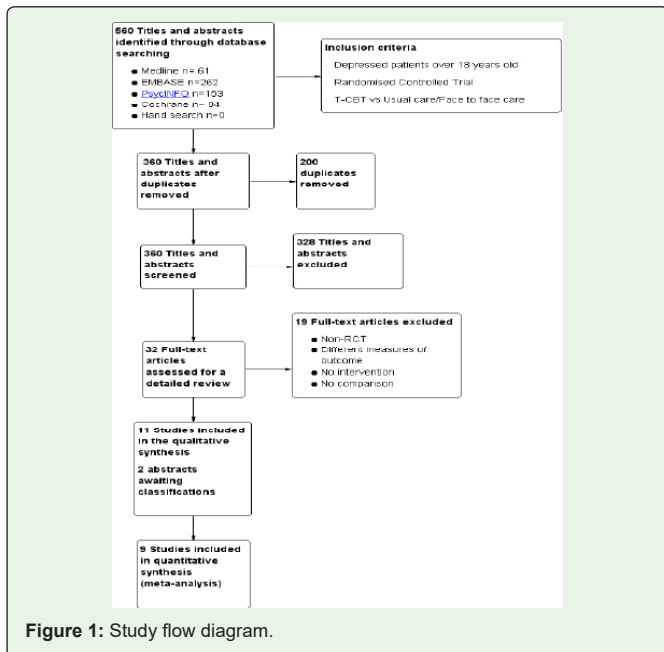 560 Titles and abstracts
identified through database
searching
● Medline n= 61
● EMBASE n=262
● PsycINFO n=153
● Cochrane n=
● Hand search n=0
Inclusion criteria
Depressed patients over 18 years old
Randomised Controlled Trial
T-CBT vs Usual care/Face to face care
360 Titles and
abstracts after
duplicates
removed
200
duplicates
removed
360 Titles and
abstracts
screened
328 Titles and
abstracts
excluded
32 Full-text
articles
assessed for a
detailed review
19 Full-text articles excluded
● Non-RCT
● Different measures of
outcome
● No intervention
● No comparison
11 Studies included
in the qualitative
synthesis
2 abstracts
awaiting
classifications
9 Studies included
in quantitative
synthesis
(meta-analysis)
Figure 1: Study flow diagram.